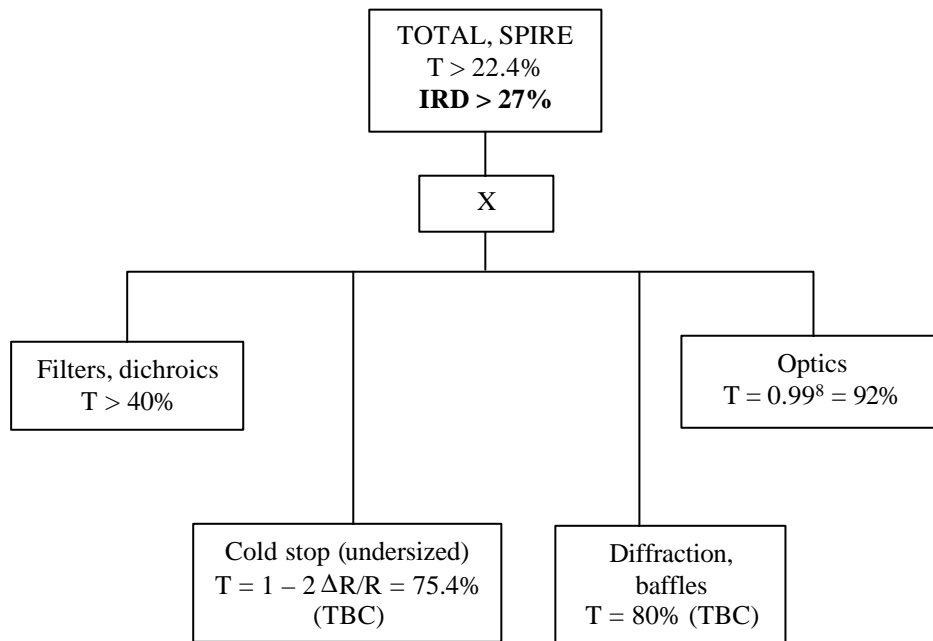 TOTAL, SPIRE
T > 22.4%
IRD > 27%
X
Filters, dichroics
T > 40%
Optics
T = 0.99⁸ = 92%
Cold stop (undersized)
T = 1 – 2 ΔR/R = 75.4%
(TBC)
Diffraction,
baffles
T = 80% (TBC)